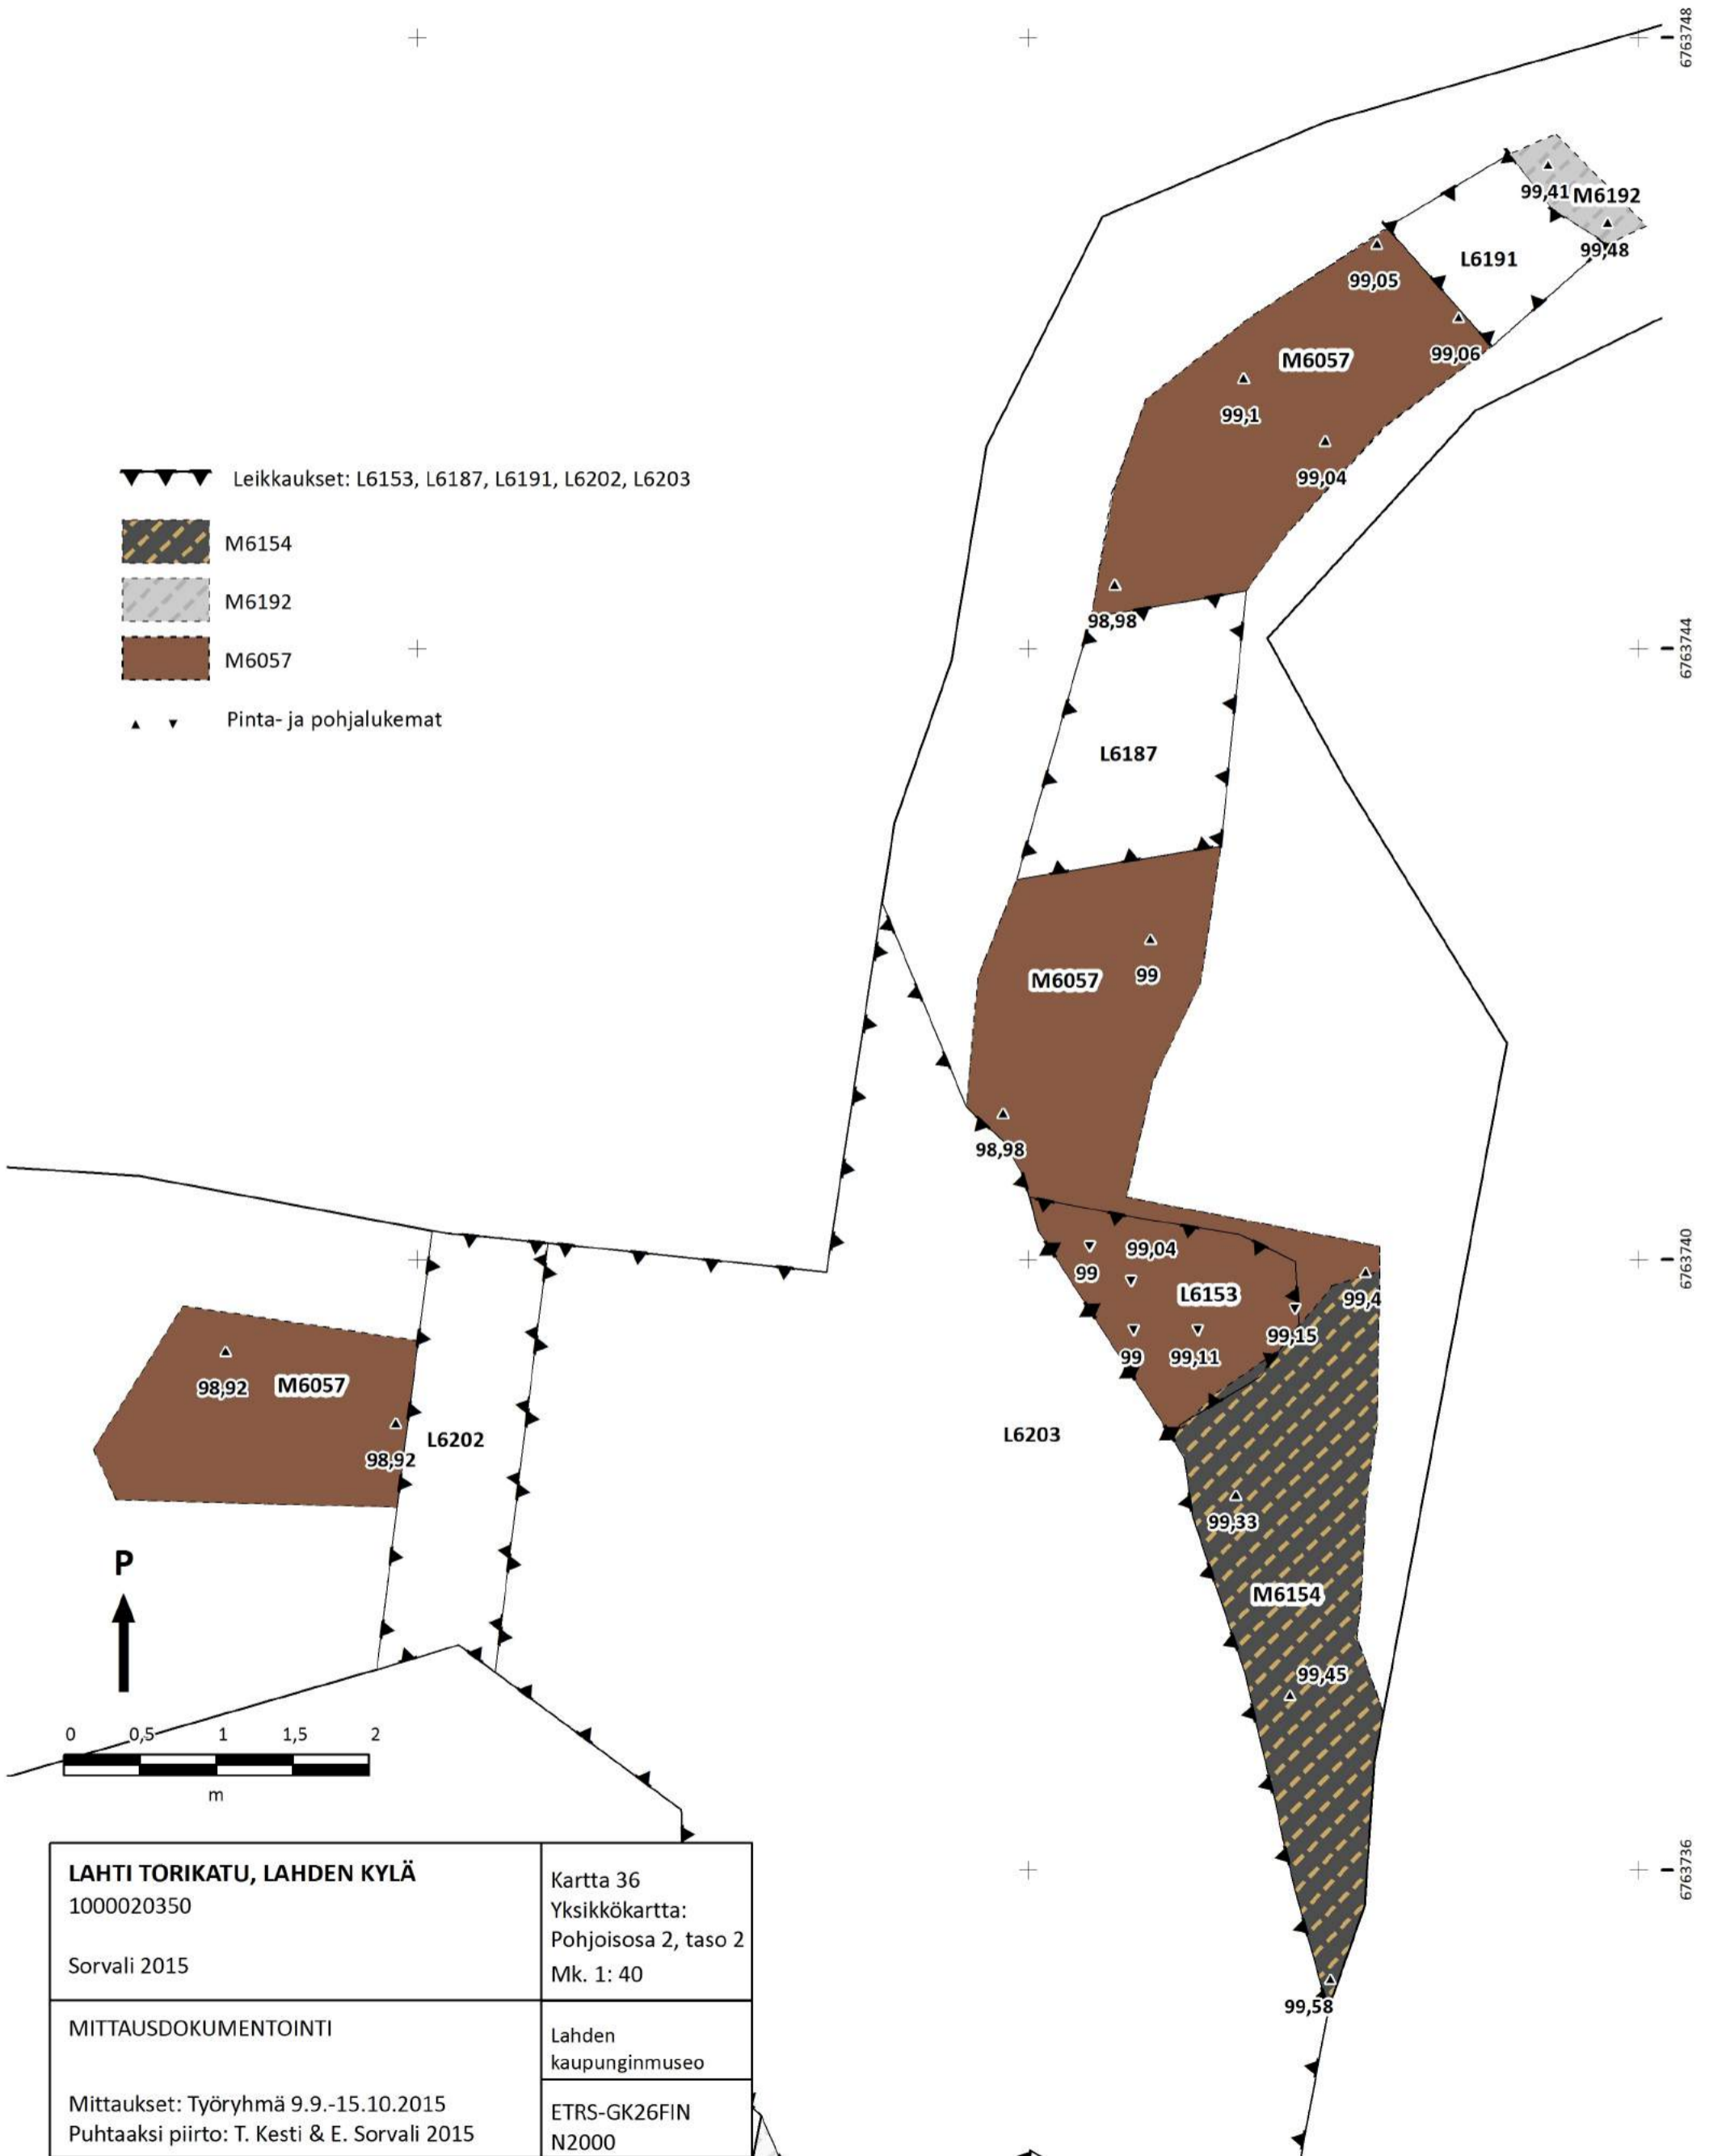 6763748
99,41 M6192
99,48
L6191
99,05
M6057
99,06
99,1
99,04
Leikkaukset: L6153, L6187, L6191, L6202, L6203
M6154
M6192
M6057
Pinta- ja pohjalukemat
98,98
6763744
L6187
M6057
99
98,98
99,04
99
L6153
99,4
99,15
99
99,11
6763740
98,92
M6057
98,92
L6202
L6203
99,33
M6154
99,45
P
0 0,5 1 1,5 2
m
6763736
99,58
LAHTI TORIKATU, LAHDEN KYLÄ
1000020350
Sorvali 2015
Kartta 36
Yksikkökartta:
Pohjoisosa 2, taso 2
Mk. 1: 40
MITTAUSDOKUMENTOINTI
Mittaukset: Työryhmä 9.9.-15.10.2015
Puhtaaksi piirto: T. Kesti & E. Sorvali 2015
Lahden
kaupunginmuseo
ETRS-GK26FIN
N2000